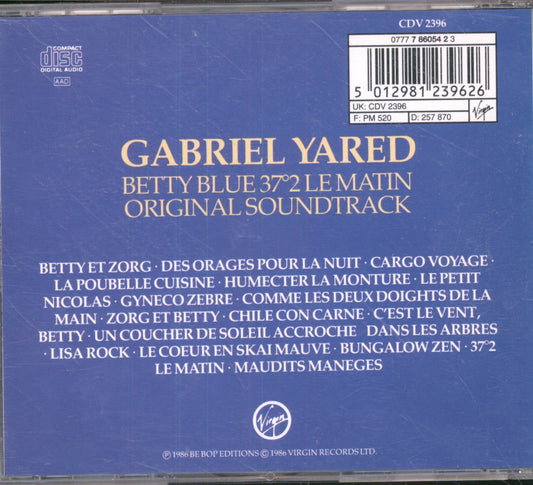 CDV 2396
COMPACT
disc
DIGITAL AUDIO
AAD
0777 7 86054 2 3
5 012981 239626
UK: CDV 2396
F: PM 520 D: 257 870 Virgin
GABRIEL YARED
BETTY BLUE 37°2 LE MATIN
ORIGINAL SOUNDTRACK
BETTY ET ZORG · DES ORAGES POUR LA NUIT · CARGO VOYAGE ·
LA POUBELLE CUISINE · HUMECTER LA MONTURE · LE PETIT
NICOLAS · GYNECO ZEBRE · COMME LES DEUX DOIGHTS DE LA
MAIN · ZORG ET BETTY · CHILE CON CARNE · C'EST LE VENT,
BETTY · UN COUCHER DE SOLEIL ACCROCHE DANS LES ARBRES
· LISA ROCK · LE COEUR EN SKAI MAUVE · BUNGALOW ZEN · 37°2
LE MATIN · MAUDITS MANEGES
Virgin
℗ 1986 BE BOP EDITIONS © 1986 VIRGIN RECORDS LTD.